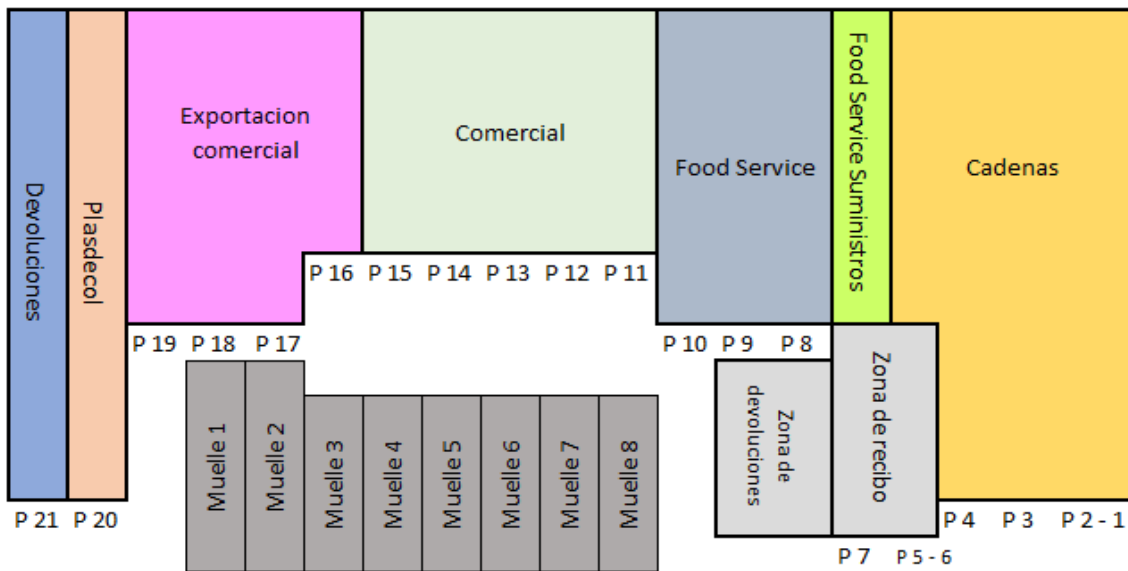 Devoluciones
Plasdecol
Exportacion
comercial
Comercial
Food Service
Food Service Suministros
Cadenas
P 16 P 15 P 14 P 13 P 12 P 11
P 19 P 18 P 17
P 10 P 9 P 8
Muelle 1
Muelle 2
Muelle 3
Muelle 4
Muelle 5
Muelle 6
Muelle 7
Muelle 8
Zona de
devoluciones
Zona de recibo
P 21 P 20
P 4 P 3 P 2 - 1
P 7 P 5 - 6